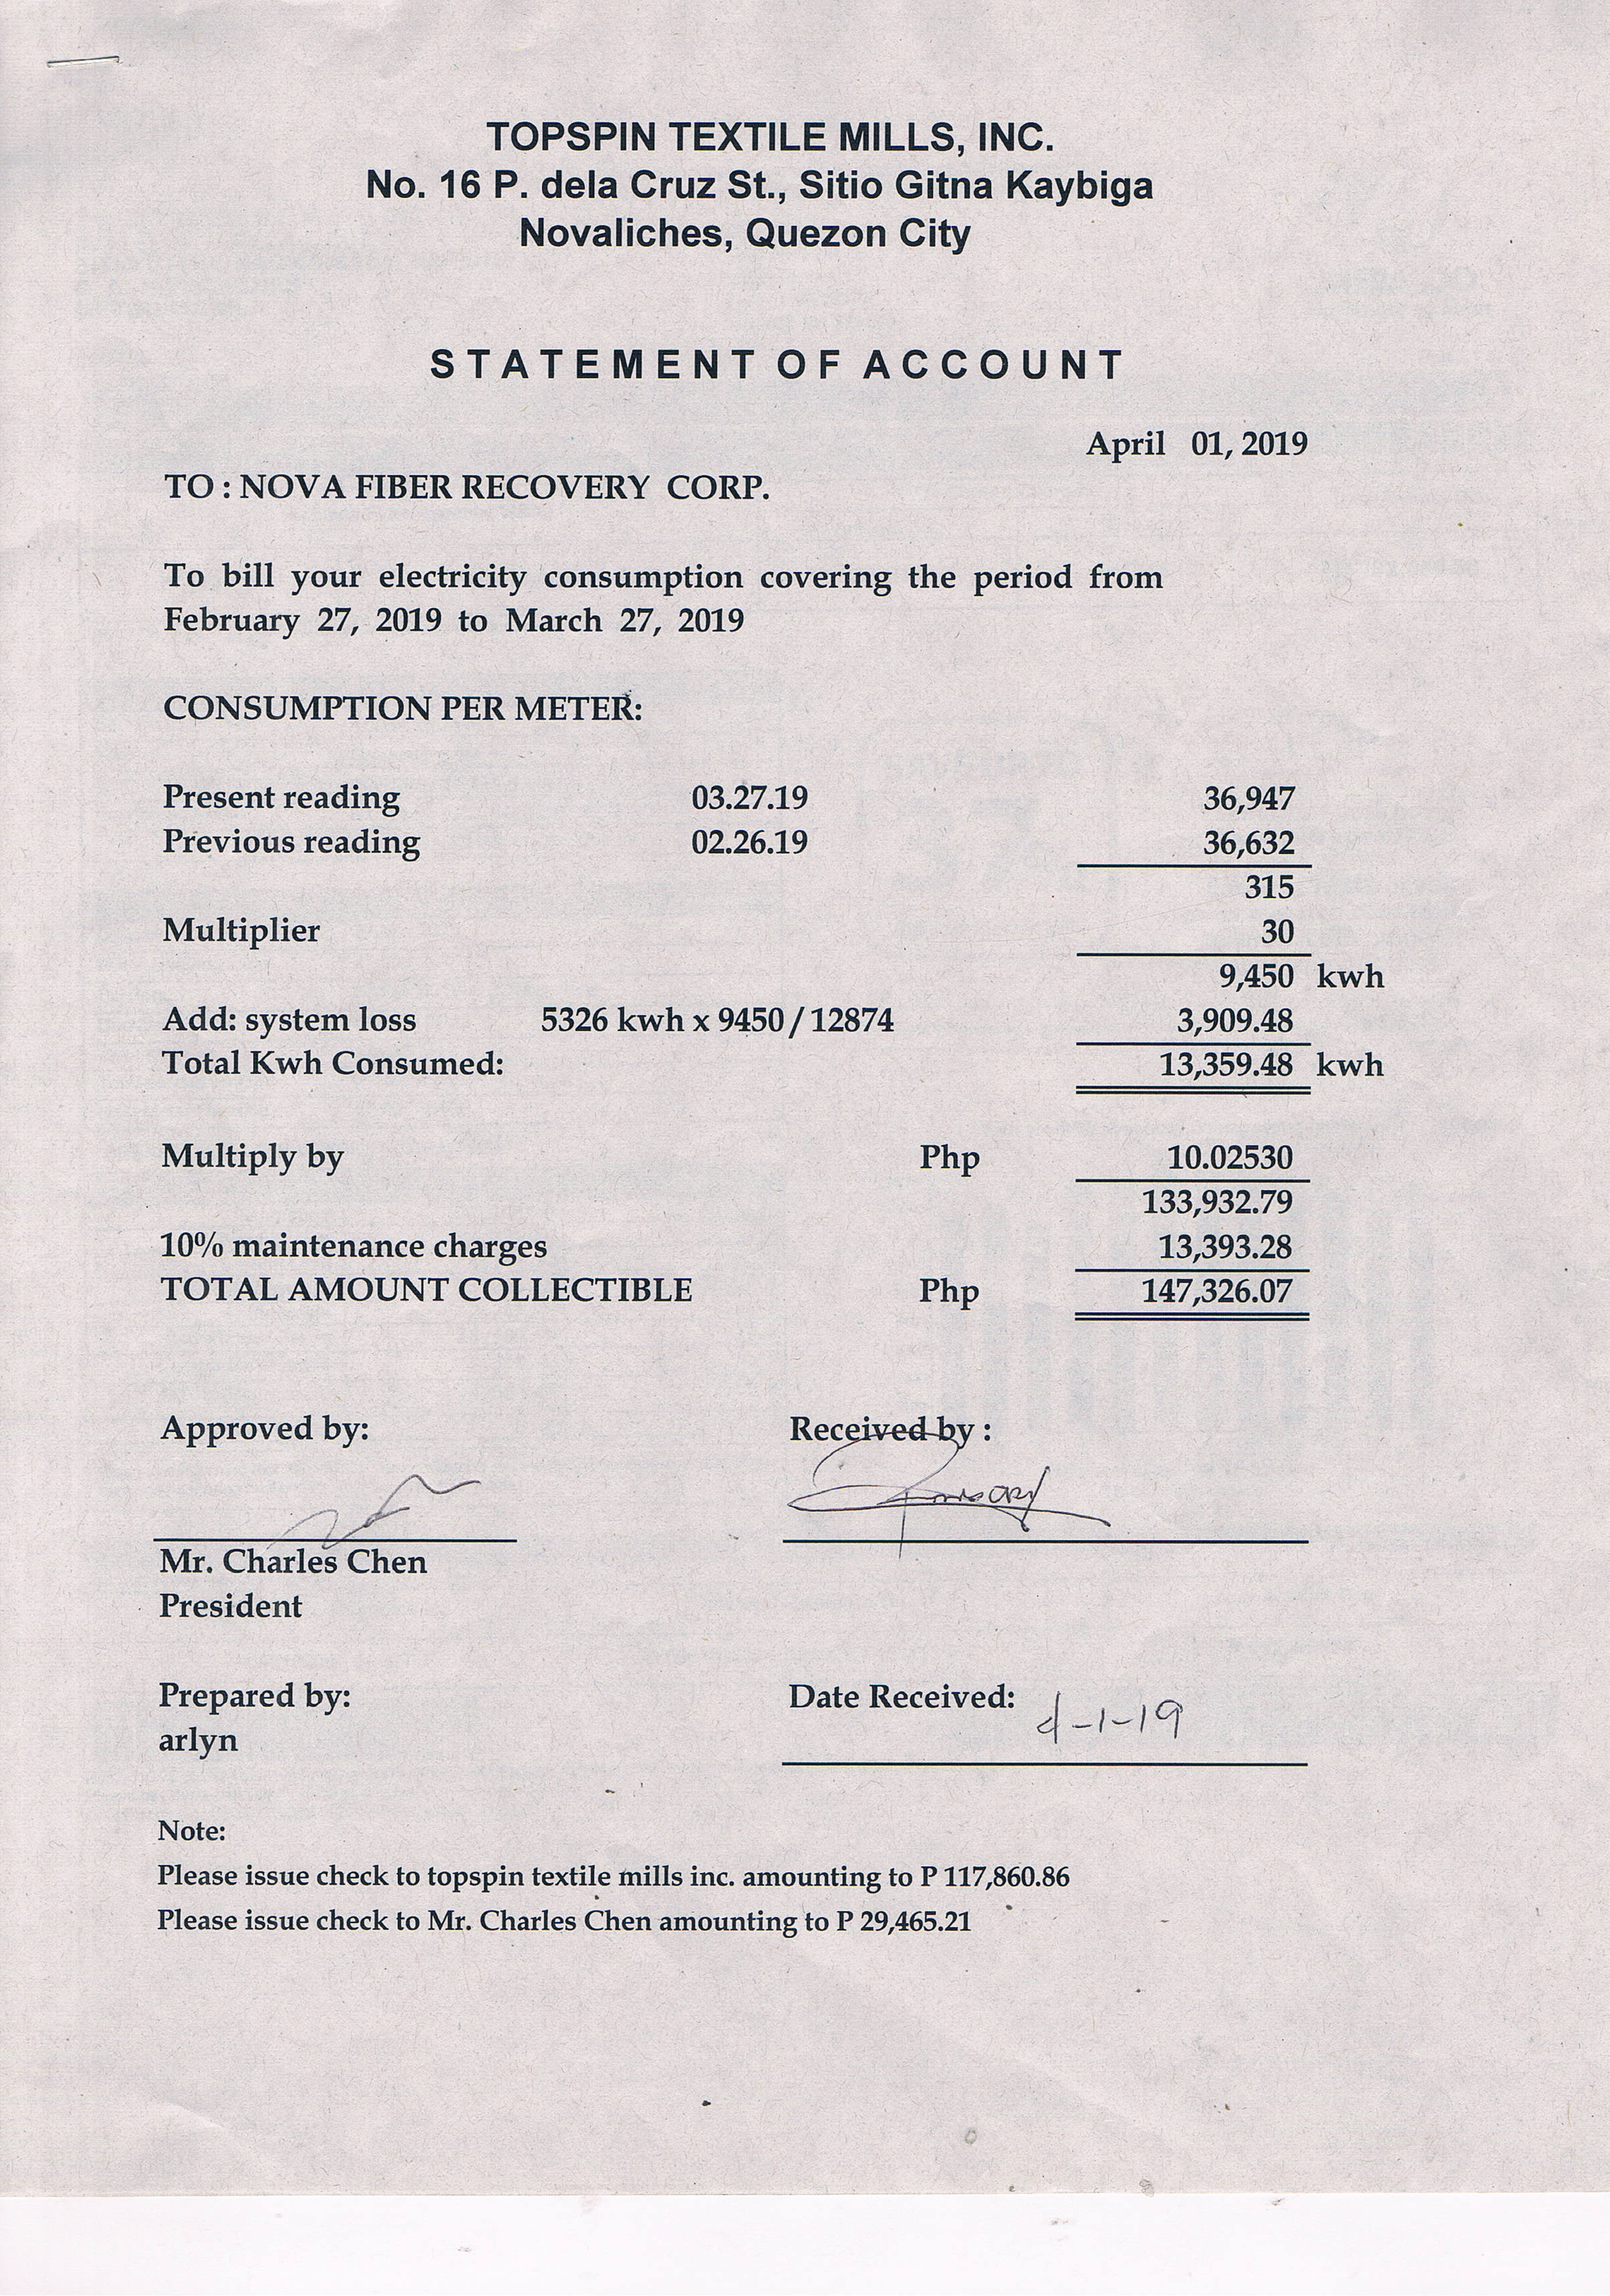 TOPSPIN TEXTILE MILLS, INC.
No. 16 P. dela Cruz St., Sitio Gitna Kaybiga
Novaliches, Quezon City
STATEMENT OF ACCOUNT
April 01, 2019
TO : NOVA FIBER RECOVERY CORP.
To bill your electricity consumption covering the period from
February 27, 2019 to March 27, 2019
CONSUMPTION PER METER:
Present reading 03.27.19 36,947
Previous reading 02.26.19 36,632
315
Multiplier 30
9,450 kwh
Add: system loss 5326 kwh x 9450 / 12874 3,909.48
Total Kwh Consumed: 13,359.48 kwh
Multiply by Php 10.02530
133,932.79
10% maintenance charges 13,393.28
TOTAL AMOUNT COLLECTIBLE Php 147,326.07
Approved by: Received by :
Mr. Charles Chen
President
Prepared by: Date Received: 4-1-19
arlyn
Note:
Please issue check to topspin textile mills inc. amounting to P 117,860.86
Please issue check to Mr. Charles Chen amounting to P 29,465.21